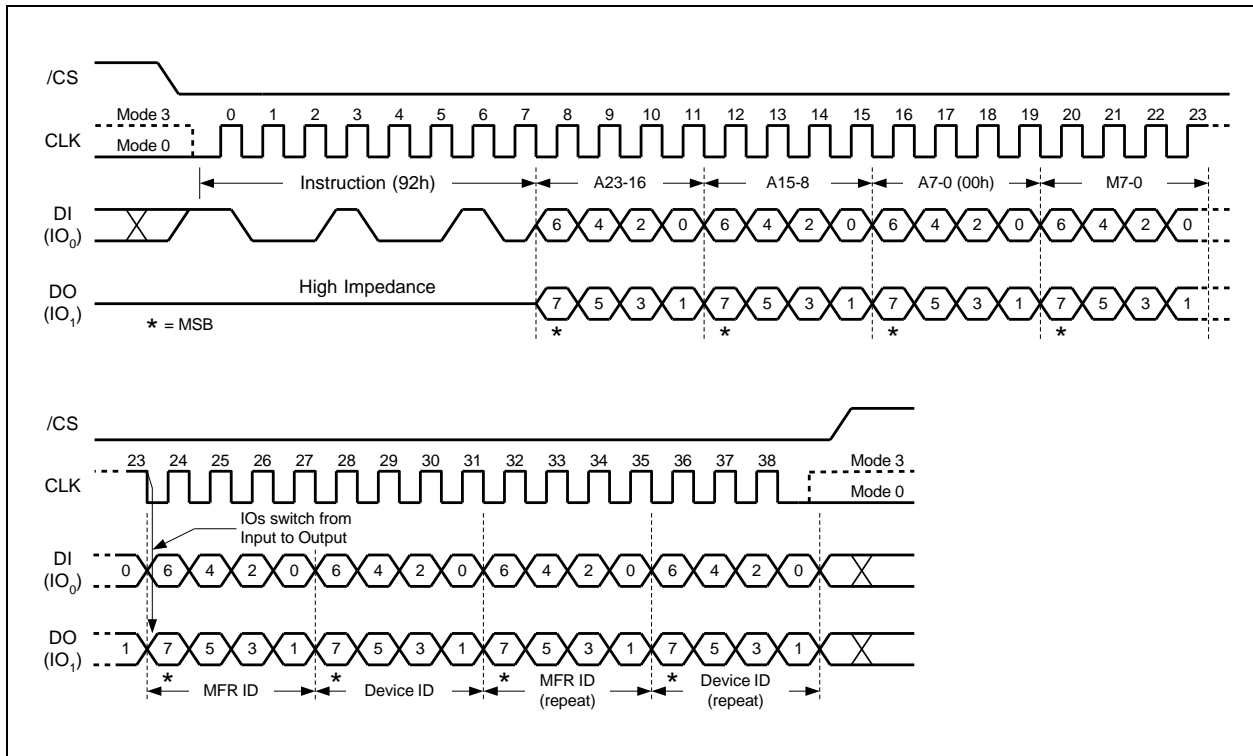 /CS
Mode 3 0 1 2 3 4 5 6 7 8 9 10 11 12 13 14 15 16 17 18 19 20 21 22 23
CLK
Mode 0
Instruction (92h) A23-16 A15-8 A7-0 (00h) M7-0
DI
(IO0) 6 4 2 0 6 4 2 0 6 4 2 0 6 4 2 0
High Impedance
DO
(IO1) 7 5 3 1 7 5 3 1 7 5 3 1 7 5 3 1
* = MSB * * * *
/CS
23 24 25 26 27 28 29 30 31 32 33 34 35 36 37 38 Mode 3
CLK
Mode 0
IOs switch from
Input to Output
DI
(IO0) 0 6 4 2 0 6 4 2 0 6 4 2 0 6 4 2 0
DO
(IO1) 1 7 5 3 1 7 5 3 1 7 5 3 1 7 5 3 1
* * * *
MFR ID Device ID MFR ID
(repeat) Device ID
(repeat)